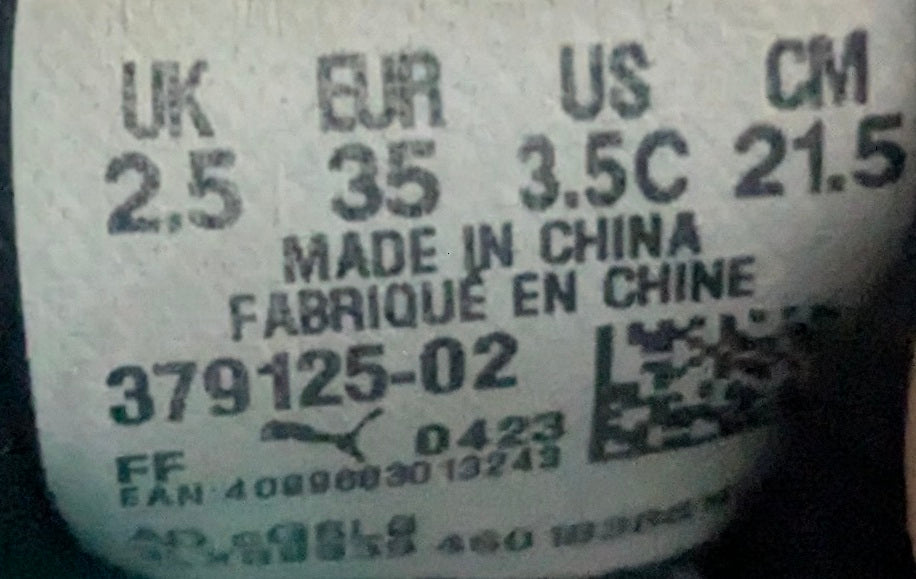 UK EUR US CM
2.5 35 3.5C 21.5
MADE IN CHINA
FABRIQUÉ EN CHINE
379125-02
0423
FF
EAN